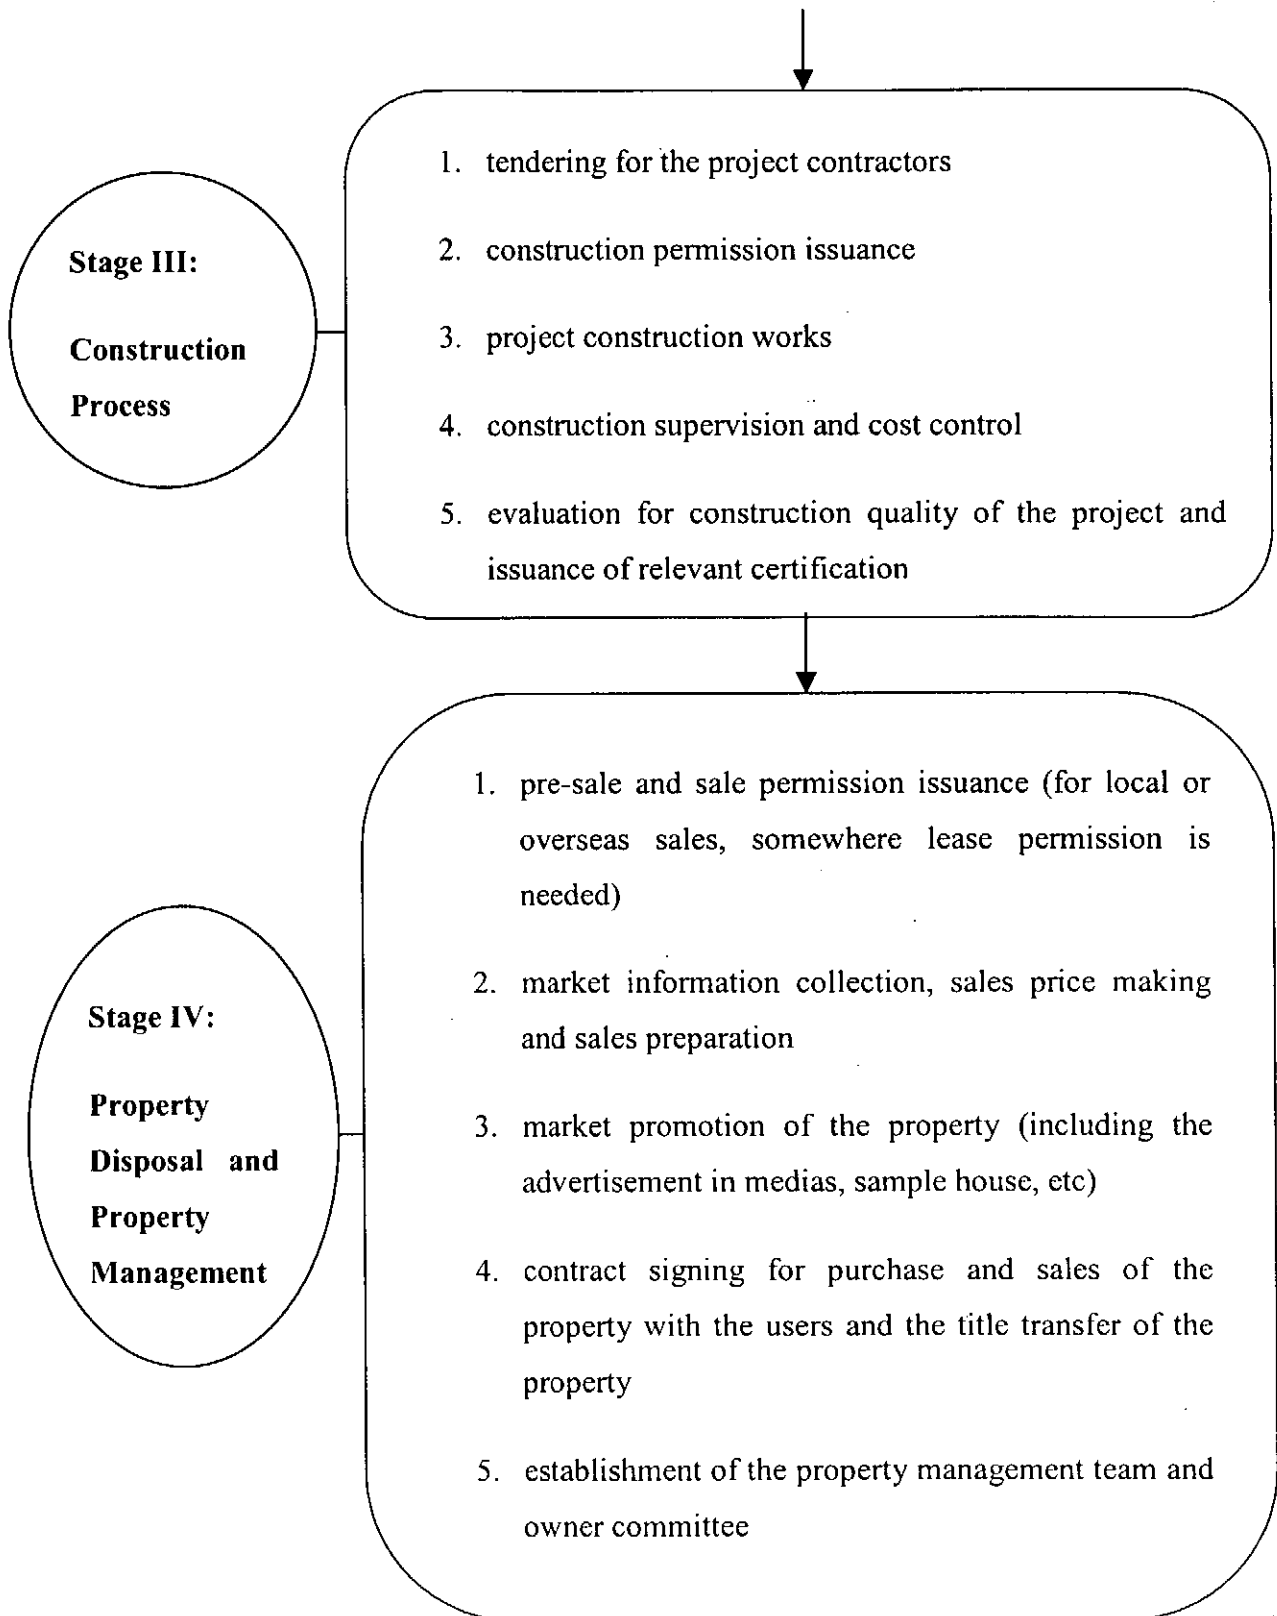 Stage III:
Construction
Process
1. tendering for the project contractors
2. construction permission issuance
3. project construction works
4. construction supervision and cost control
5. evaluation for construction quality of the project and
issuance of relevant certification
Stage IV:
Property
Disposal and
Property
Management
1. pre-sale and sale permission issuance (for local or
overseas sales, somewhere lease permission is
needed)
2. market information collection, sales price making
and sales preparation
3. market promotion of the property (including the
advertisement in medias, sample house, etc)
4. contract signing for purchase and sales of the
property with the users and the title transfer of the
property
5. establishment of the property management team and
owner committee